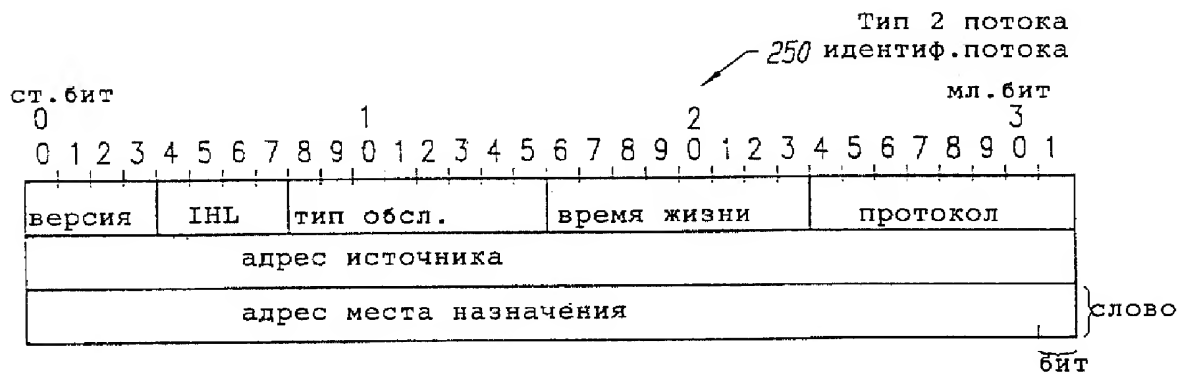 Тип 2 потока
250 идентиф.потока
ст.бит мл.бит
0 1 2 3
0 1 2 3 4 5 6 7 8 9 0 1 2 3 4 5 6 7 8 9 0 1 2 3 4 5 6 7 8 9 0 1
версия IHL тип обсл. время жизни протокол
адрес источника
адрес места назначения слово
бит